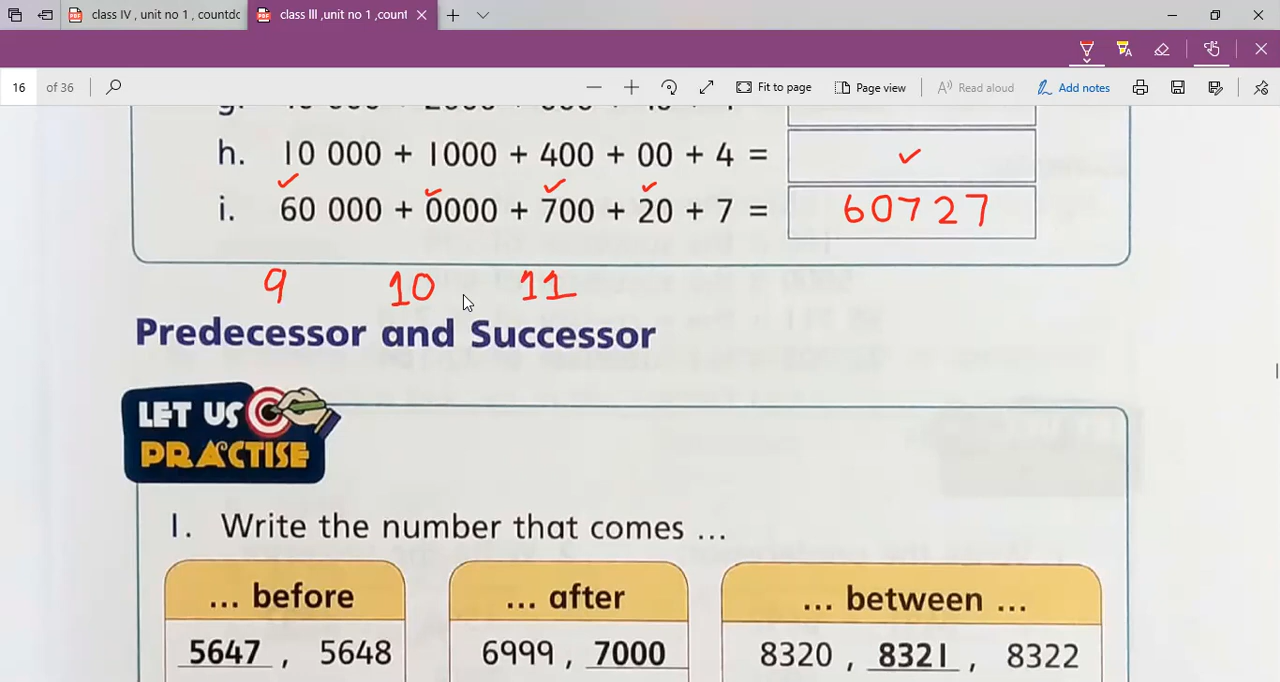 class IV , unit no 1 , countdo
class III ,unit no 1 ,count
16 of 36
Fit to page
Page view
Read aloud
Add notes
h. 10 000 + 1000 + 400 + 00 + 4 =
i. 60 000 + 0000 + 700 + 20 + 7 = 60727
9 10 11
Predecessor and Successor
LET US
PRACTISE
1. Write the number that comes ...
... before
... after
... between ...
5647 , 5648
6999 , 7000
8320 , 8321 , 8322